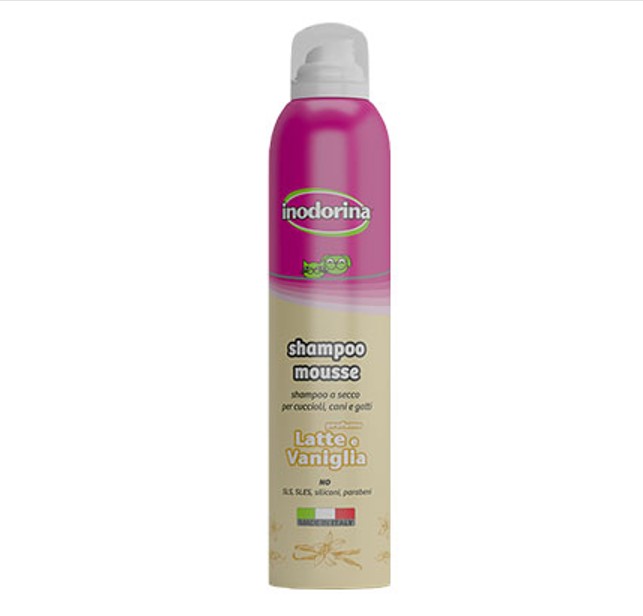 inodorina
shampoo
mousse
shampoo a secco
per cuccioli, cani e gatti
profumo
Latte e
Vaniglia
NO
SLS, SLES, siliconi, parabeni
MADE IN ITALY